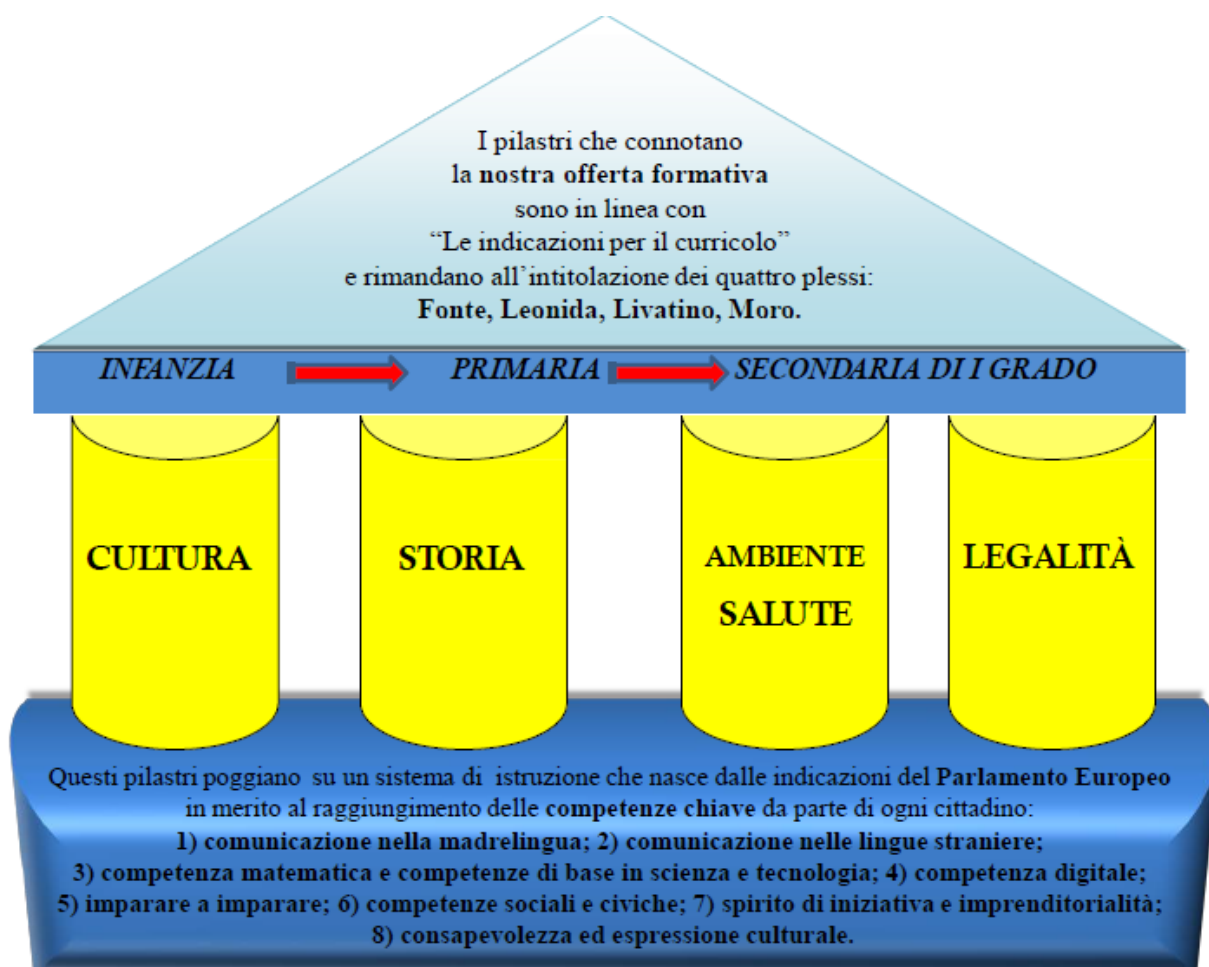 I pilastri che connotano
la nostra offerta formativa
sono in linea con
“Le indicazioni per il curricolo”
e rimandano all’intitolazione dei quattro plessi:
Fonte, Leonida, Livatino, Moro.
INFANZIA PRIMARIA SECONDARIA DI I GRADO
CULTURA
STORIA
AMBIENTE
SALUTE
LEGALITÀ
Questi pilastri poggiano su un sistema di istruzione che nasce dalle indicazioni del Parlamento Europeo
in merito al raggiungimento delle competenze chiave da parte di ogni cittadino:
1) comunicazione nella madrelingua; 2) comunicazione nelle lingue straniere;
3) competenza matematica e competenze di base in scienza e tecnologia; 4) competenza digitale;
5) imparare a imparare; 6) competenze sociali e civiche; 7) spirito di iniziativa e imprenditorialità;
8) consapevolezza ed espressione culturale.